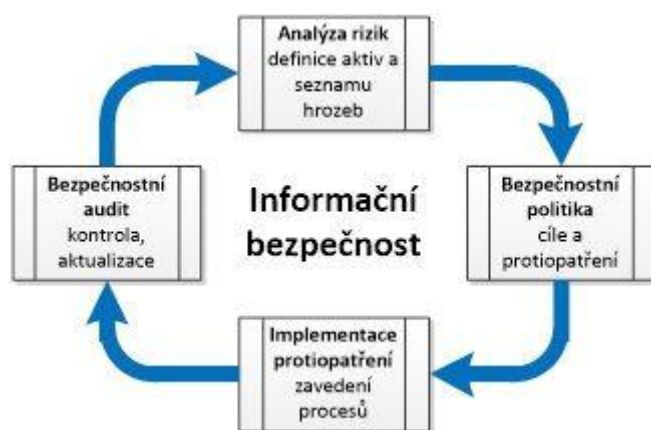 Analýza rizik
definice aktiv a
seznamu
hrozeb
Bezpečnostní
audit
kontrola,
aktualizace
Informační
bezpečnost
Bezpečnostní
politika
cíle a
protiopatření
Implementace
protiopatření
zavedení
procesů